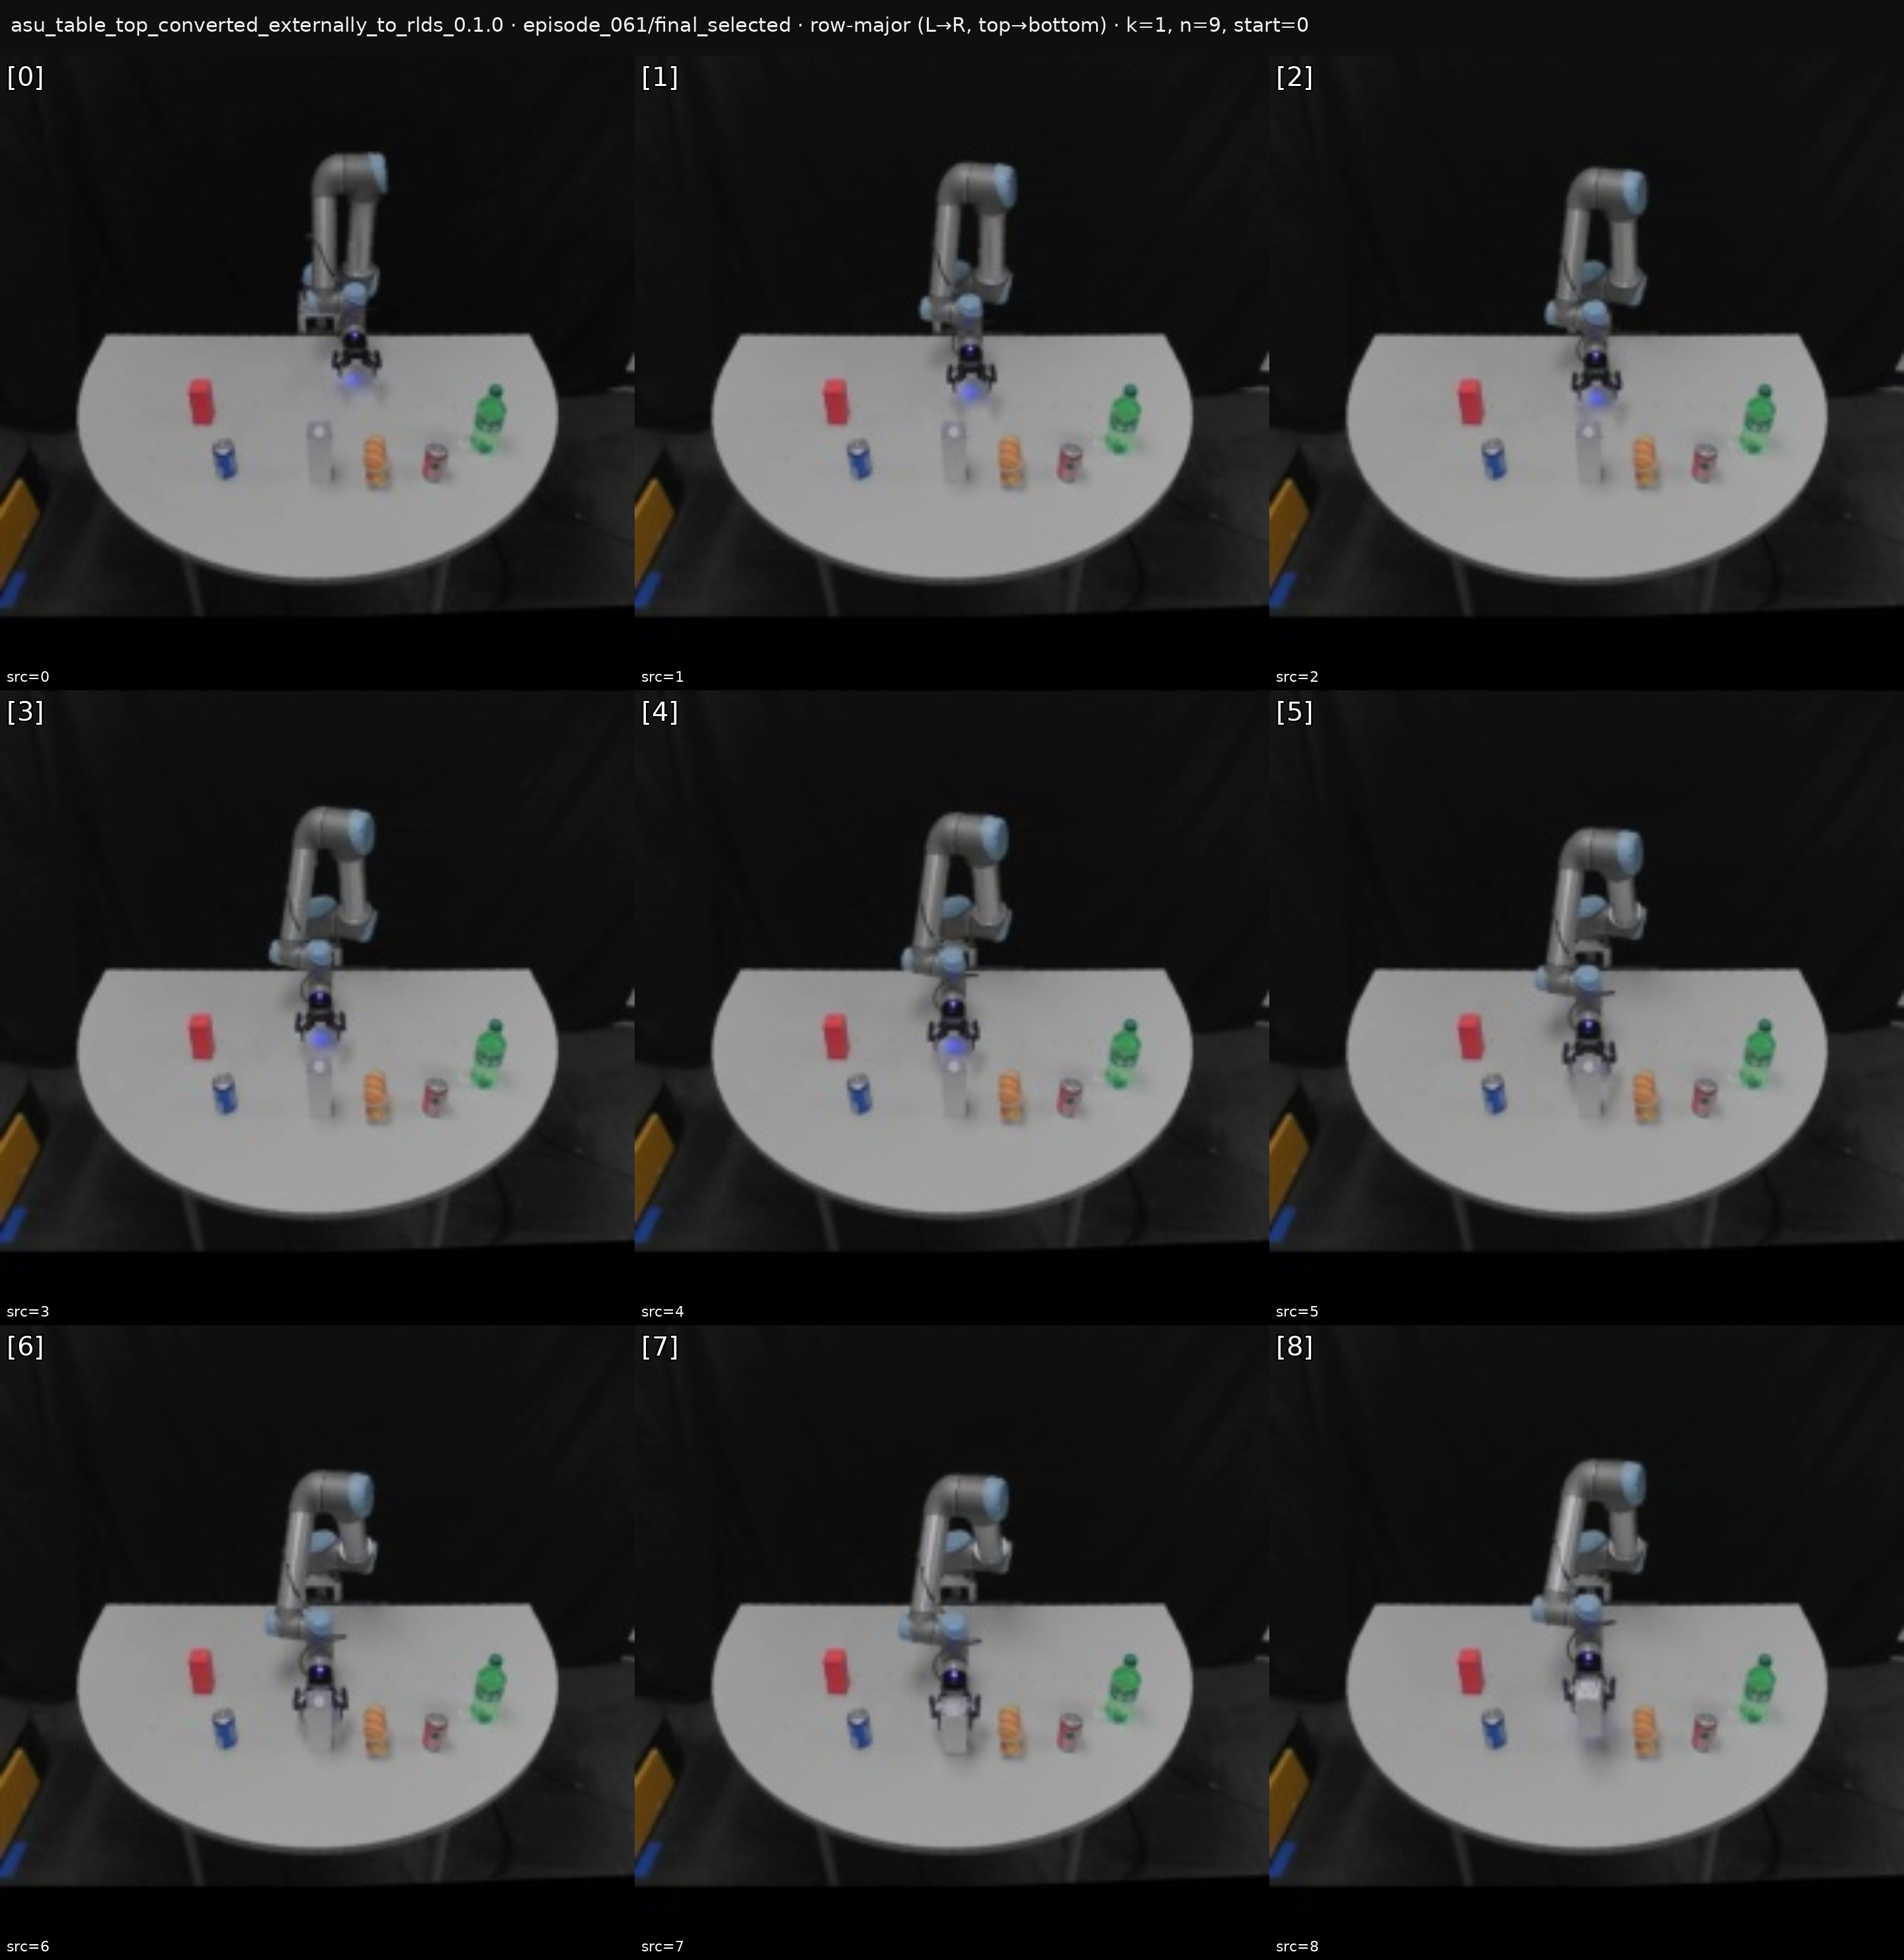 asu_table_top_converted_externally_to_rlds_0.1.0 · episode_061/final_selected · row-major (L→R, top→bottom) · k=1, n=9, start=0
[0]
[1]
[2]
src=0
src=1
src=2
[3]
[4]
[5]
src=3
src=4
src=5
[6]
[7]
[8]
src=6
src=7
src=8